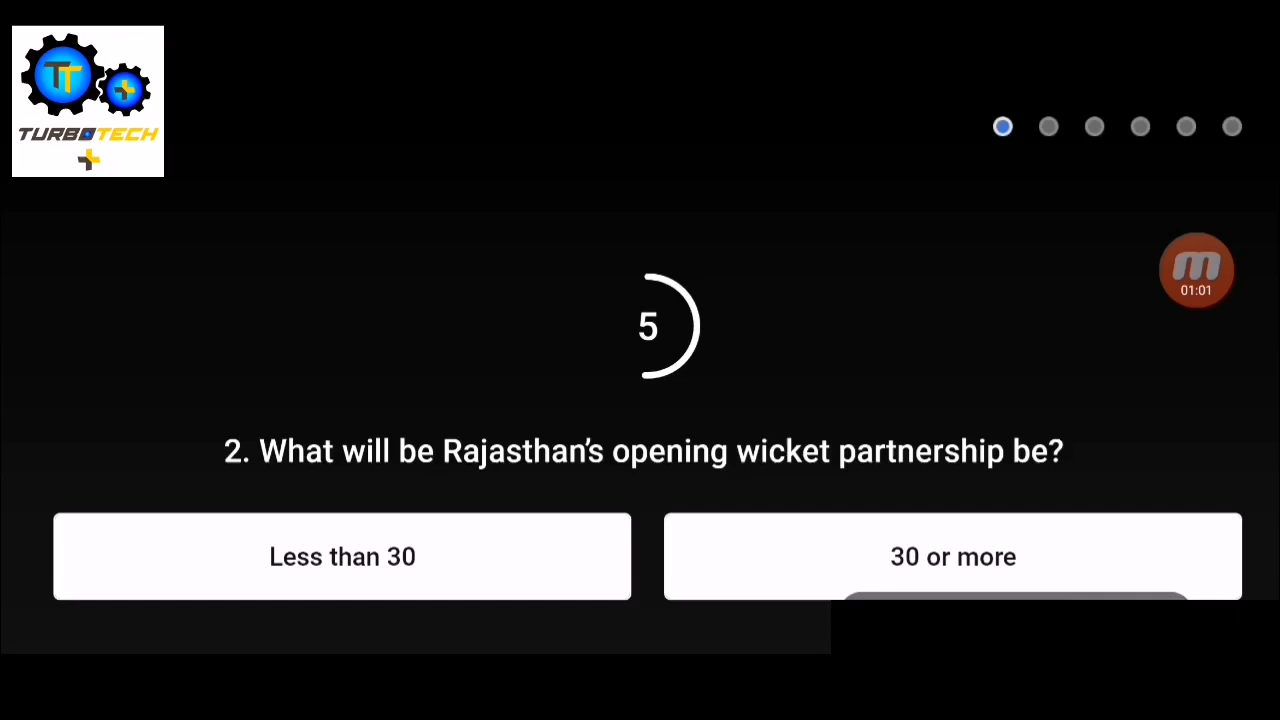 TT
TURBOTECH
01:01
5
2. What will be Rajasthan's opening wicket partnership be?
Less than 30
30 or more